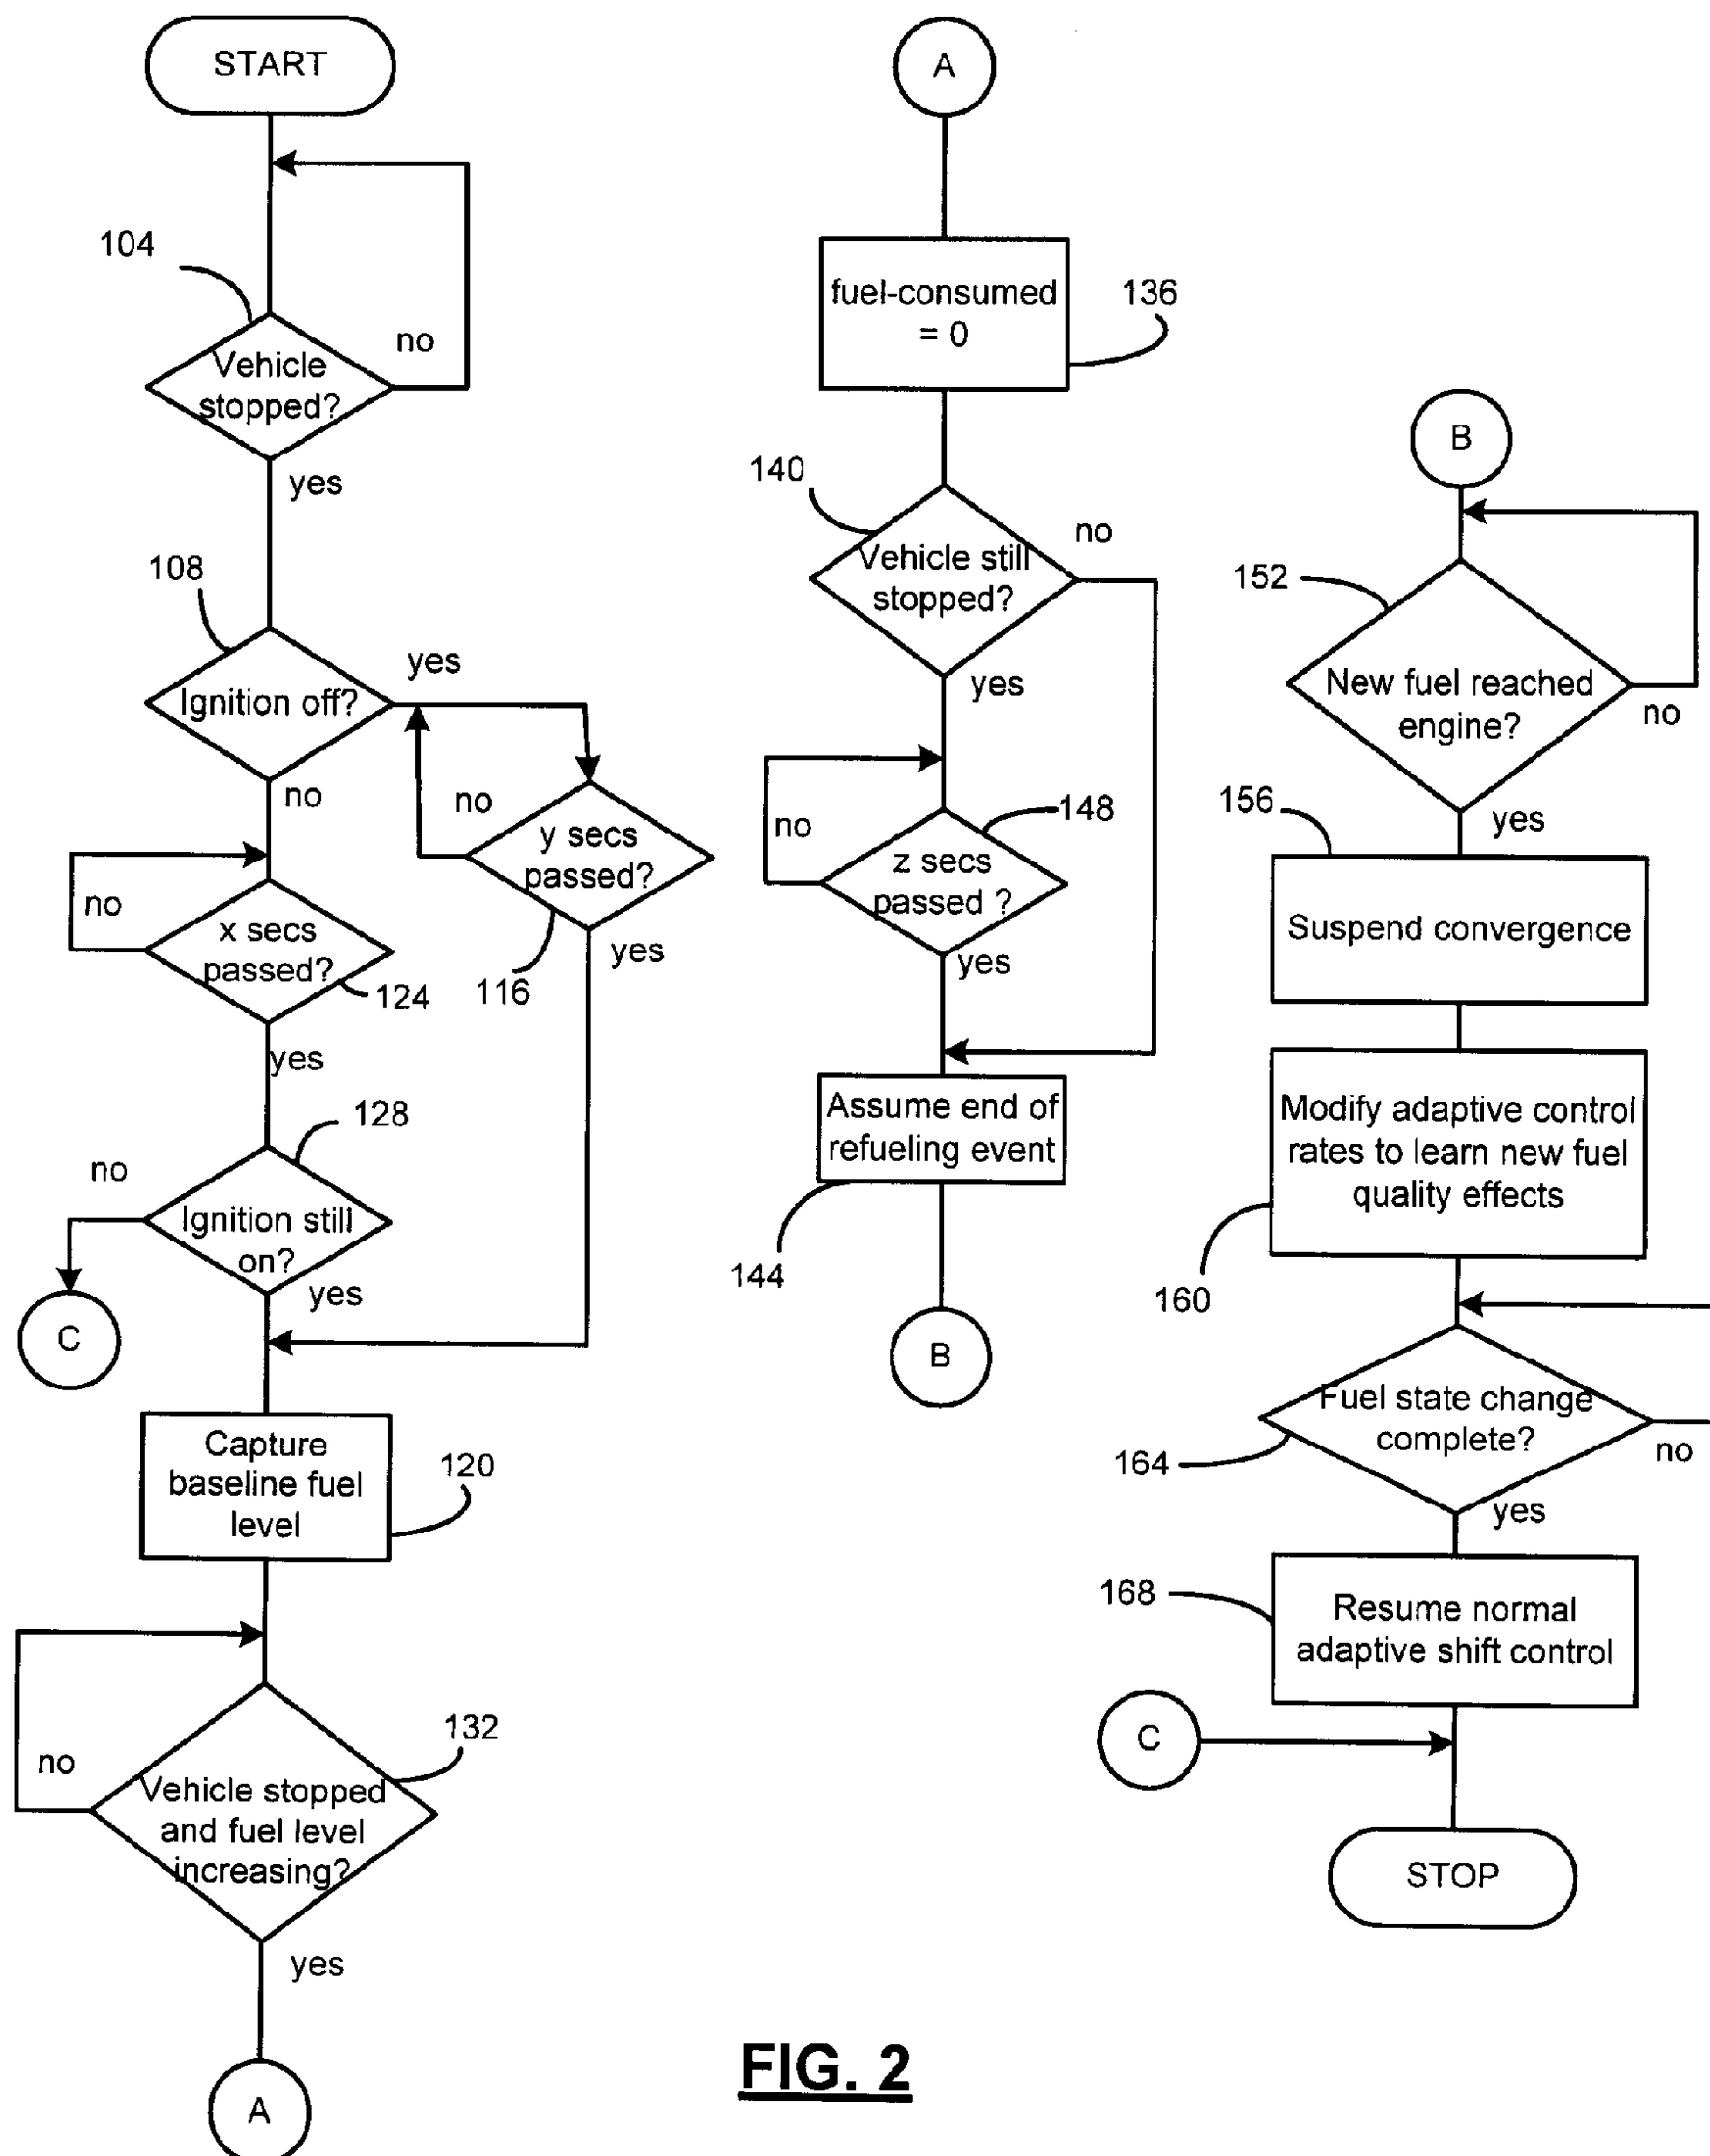 START
104
no
Vehicle
stopped?
yes
108
yes
Ignition off?
no
no
y secs
passed?
yes
116
no
x secs
passed?
124
yes
128
no
Ignition still
on?
yes
C
Capture
baseline fuel
level
120
132
no
Vehicle stopped
and fuel level
increasing?
yes
A
A
fuel-consumed
= 0
136
140
no
Vehicle still
stopped?
yes
148
no
z secs
passed ?
yes
Assume end of
refueling event
144
B
B
152
New fuel reached
engine?
no
yes
156
Suspend convergence
Modify adaptive control
rates to learn new fuel
quality effects
160
Fuel state change
complete?
164
no
yes
168
Resume normal
adaptive shift control
C
STOP
FIG. 2